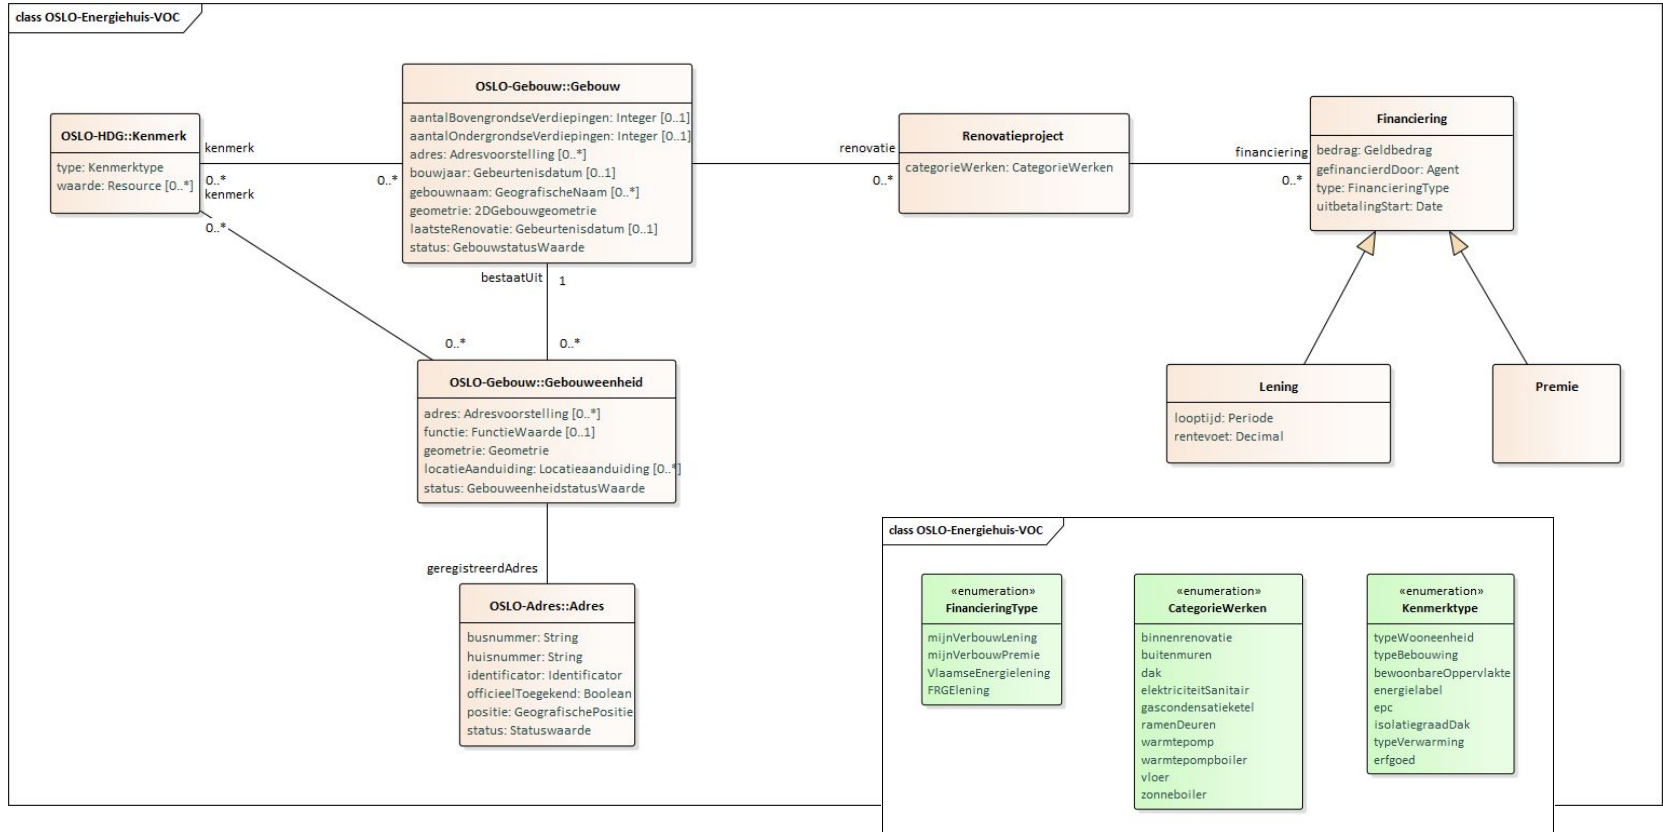 class OSLO-Energiehuis-VOC
OSLO-HDG::Kenmerk
type: Kenmerktype
waarde: Resource [0..*]
kenmerk
0..*
kenmerk
0..*
0..*
OSLO-Gebouw::Gebouw
aantalBovengrondseVerdiepingen: Integer [0..1]
aantalOndergrondseVerdiepingen: Integer [0..1]
adres: Adresvoorstelling [0..*]
bouwjaar: Gebeurtenisdatum [0..1]
gebouwnaam: GeografischeNaam [0..*]
geometrie: 2DGebouwgeometrie
laatsteRenovatie: Gebeurtenisdatum [0..1]
status: GebouwstatusWaarde
renovatie
0..*
Renovatieproject
categorieWerken: CategorieWerken
financiering
0..*
Financiering
bedrag: Geldbedrag
gefinancierdDoor: Agent
type: FinancieringType
uitbetalingStart: Date
bestaatUit
1
0..*
0..*
OSLO-Gebouw::Gebouweenheid
adres: Adresvoorstelling [0..*]
functie: FunctieWaarde [0..1]
geometrie: Geometrie
locatieAanduiding: Locatieaanduiding [0..*]
status: GebouweenheidstatusWaarde
Lening
looptijd: Periode
rentevoet: Decimal
Premie
geregistreerdAdres
OSLO-Adres::Adres
busnummer: String
huisnummer: String
identificator: Identificator
officieelToegekend: Boolean
positie: GeografischePositie
status: Statuswaarde
class OSLO-Energiehuis-VOC
«enumeration»
FinancieringType
mijnVerbouwLening
mijnVerbouwPremie
VlaamseEnergielening
FRGElening
«enumeration»
CategorieWerken
binnenrenovatie
buitenmuren
dak
elektriciteitSanitair
gascondensatieketel
ramenDeuren
warmtepomp
warmtepompboiler
vloer
zonneboiler
«enumeration»
Kenmerktype
typeWooneenheid
typeBebouwing
bewoonbareOppervlakte
energielabel
epc
isolatiegraadDak
typeVerwarming
erfgoed